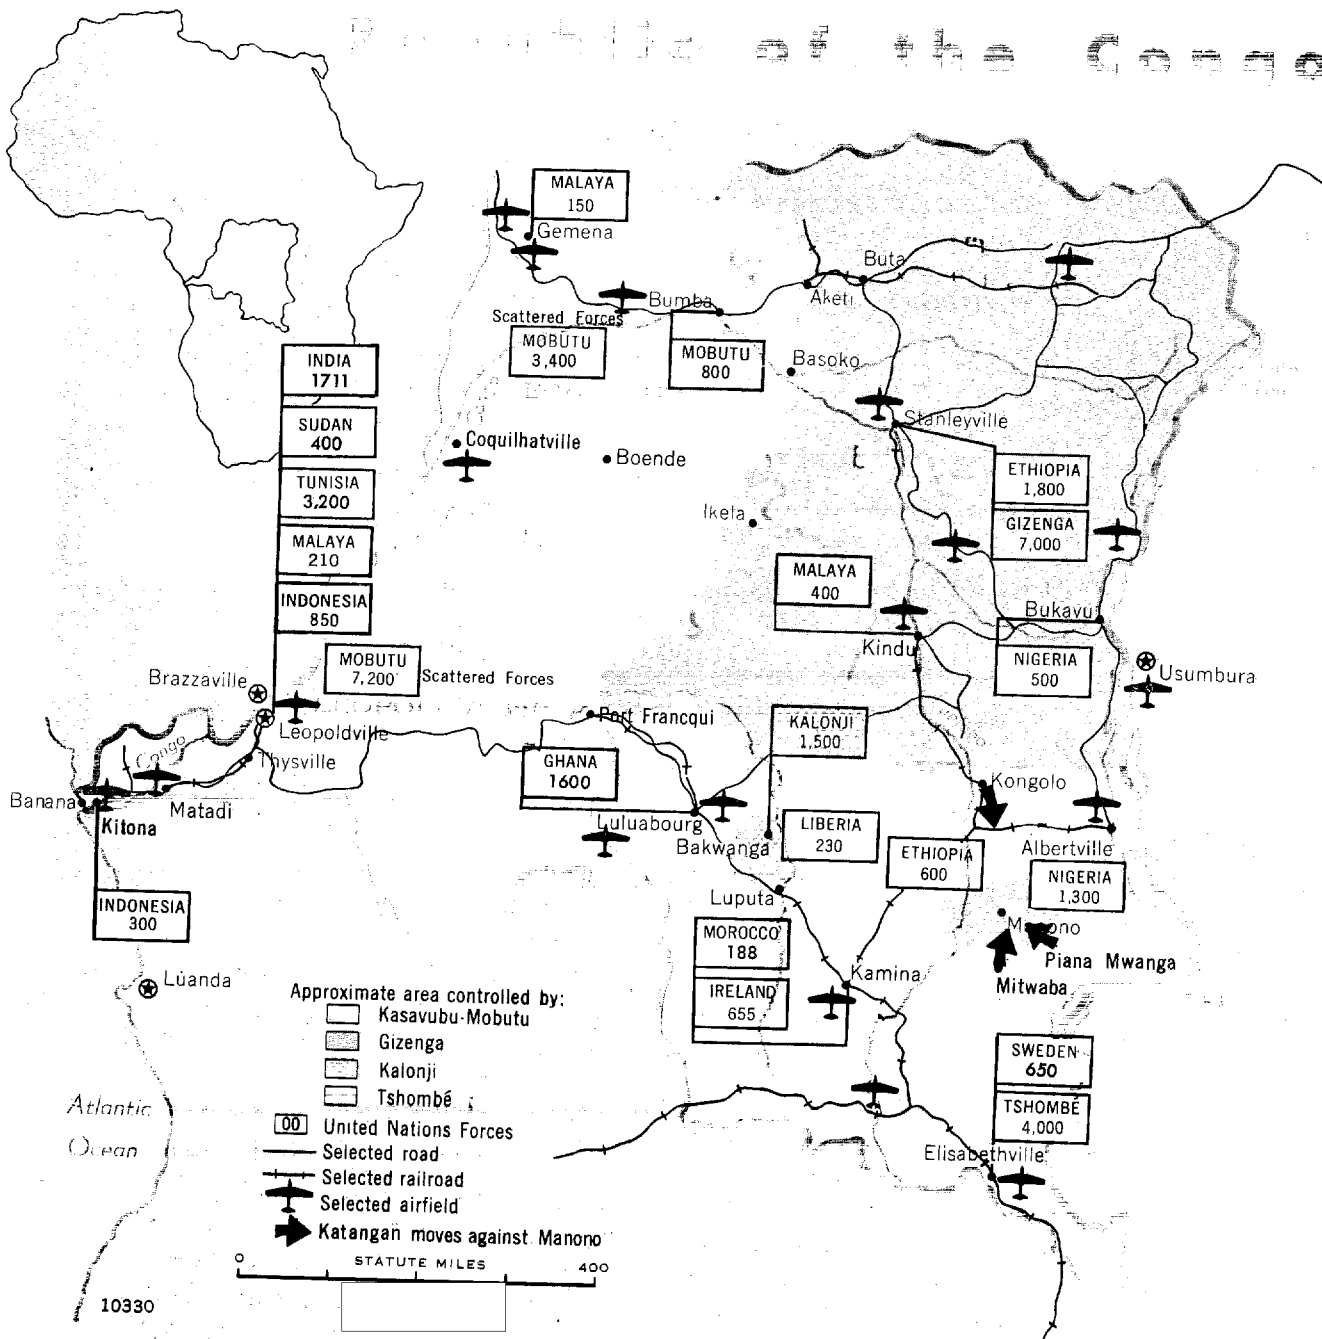 Republic of the Congo
MALAYA
150
Gemena
Buta
Aketi
Bumba
Scattered Forces
MOBUTU
3,400
MOBUTU
800
Basoko
INDIA
1711
SUDAN
400
TUNISIA
3,200
MALAYA
210
INDONESIA
850
Coquilhatville
Boende
Stanleyville
ETHIOPIA
1,800
GIZENGA
7,000
Ikela
MALAYA
400
Bukavu
Kindu
NIGERIA
500
Usumbura
MOBUTU
7,200
Scattered Forces
Brazzaville
Leopoldville
Port Francqui
KALONJI
1,500
Congo
Thysville
GHANA
1600
Kongolo
Banana
Matadi
Kitona
Luluabourg
Bakwanga
LIBERIA
230
ETHIOPIA
600
Albertville
NIGERIA
1,300
Luputa
INDONESIA
300
MOROCCO
188
Manono
Piana Mwanga
Mitwaba
Kamina
IRELAND
655
Luanda
Approximate area controlled by:
Kasavubu-Mobutu
Gizenga
Kalonji
Tshombé
00 United Nations Forces
Selected road
Selected railroad
Selected airfield
Katangan moves against Manono
SWEDEN
650
TSHOMBÉ
4,000
Elisabethville
Atlantic
Ocean
0
STATUTE MILES
400
10330